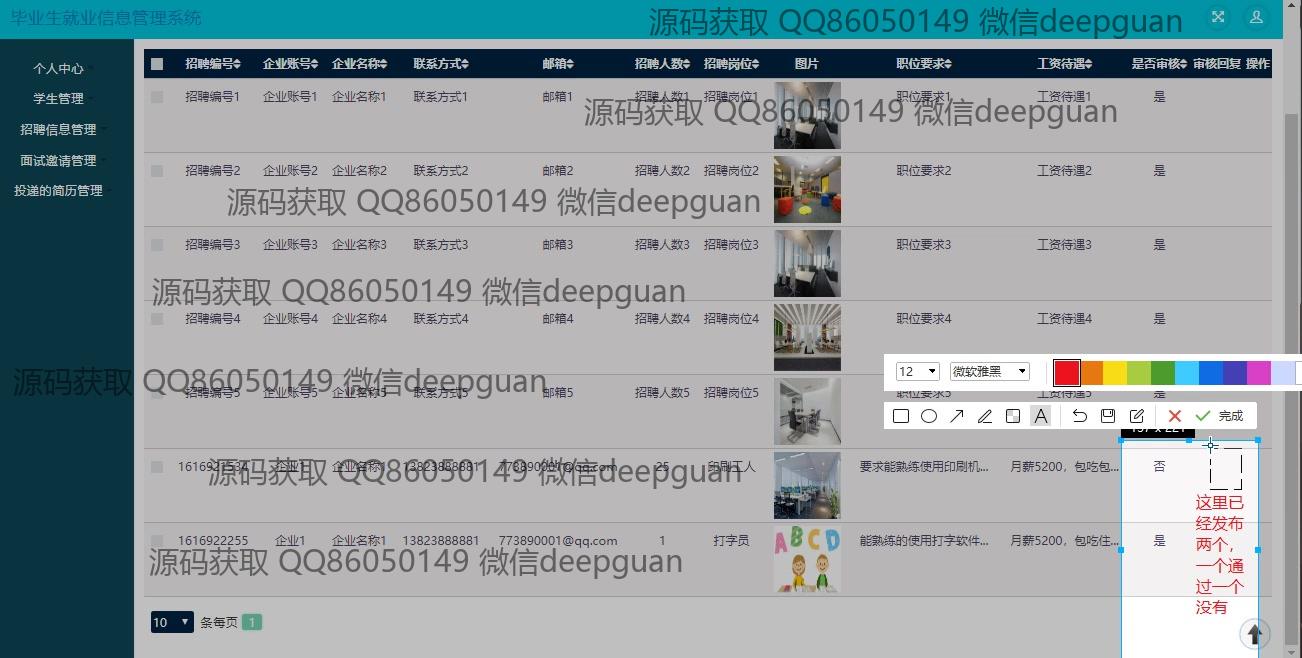 毕业生就业信息管理系统
源码获取 QQ86050149 微信deepguan
个人中心
学生管理
招聘信息管理
面试邀请管理
投递的简历管理
招聘编号 企业账号 企业名称 联系方式 邮箱 招聘人数 招聘岗位 图片 职位要求 工资待遇 是否审核 审核回复 操作
招聘编号1 企业账号1 企业名称1 联系方式1 邮箱1 招聘人数1 招聘岗位1 职位要求1 工资待遇1 是
源码获取 QQ86050149 微信deepguan
招聘编号2 企业账号2 企业名称2 联系方式2 邮箱2 招聘人数2 招聘岗位2 职位要求2 工资待遇2 是
源码获取 QQ86050149 微信deepguan
招聘编号3 企业账号3 企业名称3 联系方式3 邮箱3 招聘人数3 招聘岗位3 职位要求3 工资待遇3 是
源码获取 QQ86050149 微信deepguan
招聘编号4 企业账号4 企业名称4 联系方式4 邮箱4 招聘人数4 招聘岗位4 职位要求4 工资待遇4 是
12 微软雅黑
源码获取 QQ86050149 微信deepguan
招聘编号5 企业账号5 企业名称5 联系方式5 邮箱5 招聘人数5 招聘岗位5 职位要求5 工资待遇5 是
A 完成
企业1 企业名称1 13823888881 773890001@qq.com 25 印刷工人 要求能熟练使用印刷机... 月薪5200，包吃包... 否
源码获取 QQ86050149 微信deepguan
ABCD
1616922255 企业1 企业名称1 13823888881 773890001@qq.com 1 打字员 能熟练的使用打字软件... 月薪5200，包吃住... 是
源码获取 QQ86050149 微信deepguan
这里已
经发布
两个，
一个通
过一个
没有
10 条每页 1